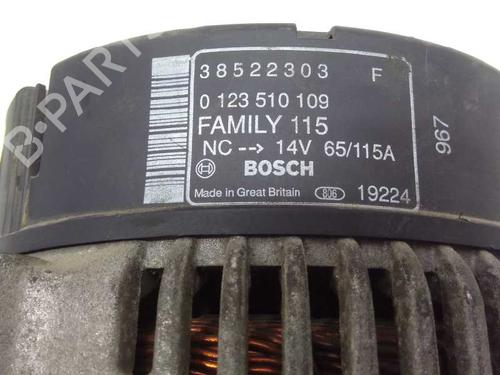 38522303 F
0 123 510 109
FAMILY 115
NC --> 14V 65/115A
BOSCH
Made in Great Britain 806 19224
967
B-PARTS
B-PARTS